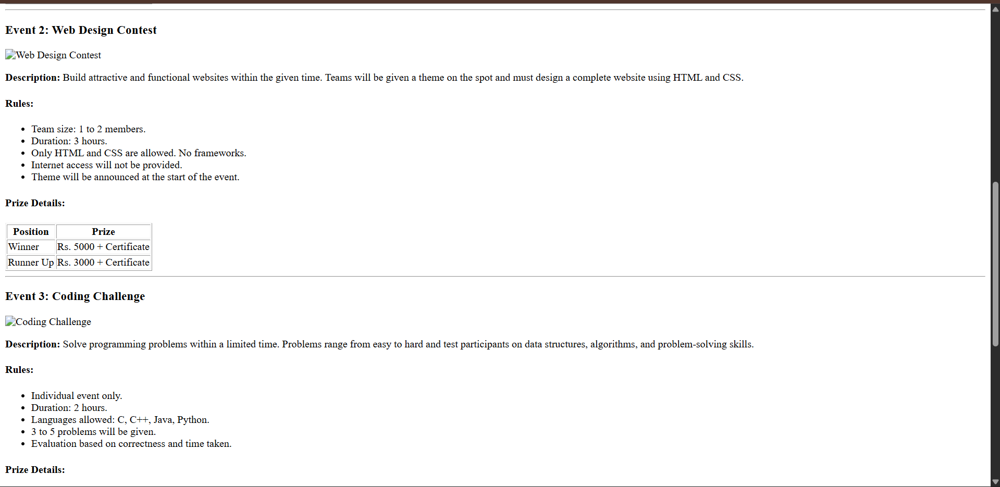 Event 2: Web Design Contest
Web Design Contest
Description: Build attractive and functional websites within the given time. Teams will be given a theme on the spot and must design a complete website using HTML and CSS.
Rules:
Team size: 1 to 2 members.
Duration: 3 hours.
Only HTML and CSS are allowed. No frameworks.
Internet access will not be provided.
Theme will be announced at the start of the event.
Prize Details:
Position Prize
Winner Rs. 5000 + Certificate
Runner Up Rs. 3000 + Certificate
Event 3: Coding Challenge
Coding Challenge
Description: Solve programming problems within a limited time. Problems range from easy to hard and test participants on data structures, algorithms, and problem-solving skills.
Rules:
Individual event only.
Duration: 2 hours.
Languages allowed: C, C++, Java, Python.
3 to 5 problems will be given.
Evaluation based on correctness and time taken.
Prize Details: